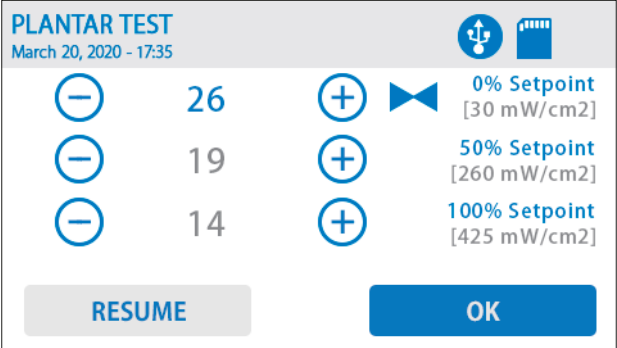 PLANTAR TEST
March 20, 2020 - 17:35
26
0% Setpoint
[30 mW/cm2]
19
50% Setpoint
[260 mW/cm2]
14
100% Setpoint
[425 mW/cm2]
RESUME
OK